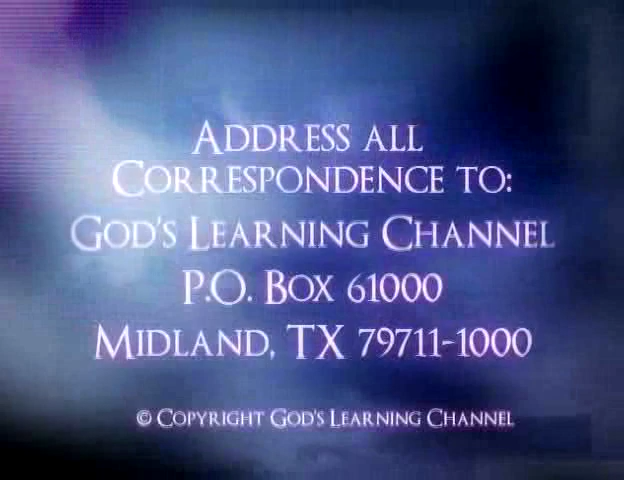 Address all
Correspondence to:
God's Learning Channel
P.O. Box 61000
Midland, TX 79711-1000
© Copyright God's Learning Channel